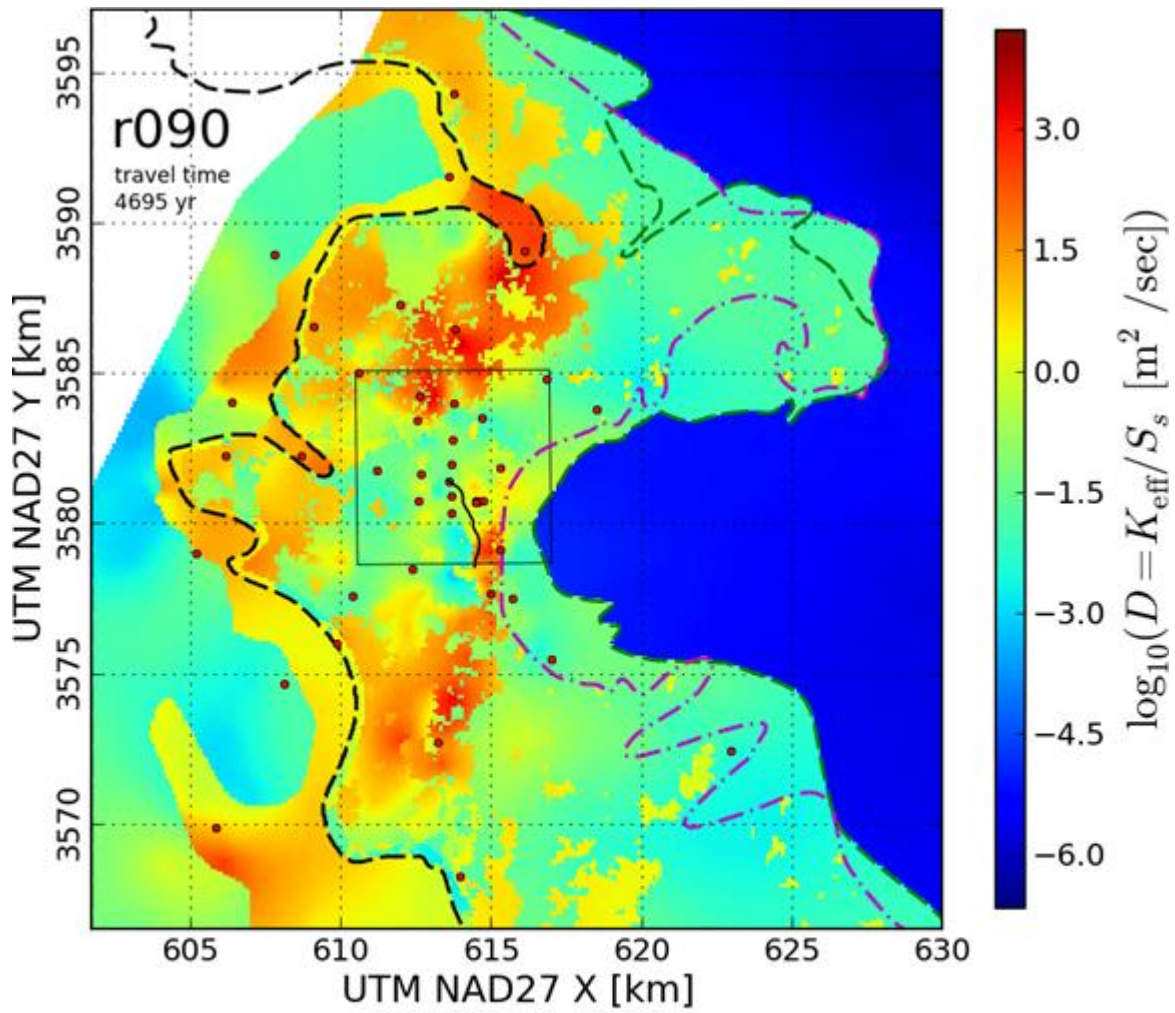 r090
travel time
4695 yr
3595
3590
3585
3580
3575
3570
UTM NAD27 Y [km]
605 610 615 620 625 630
UTM NAD27 X [km]
3.0
1.5
0.0
−1.5
−3.0
−4.5
−6.0
log₁₀(D = K_eff/S_s [m² /sec])